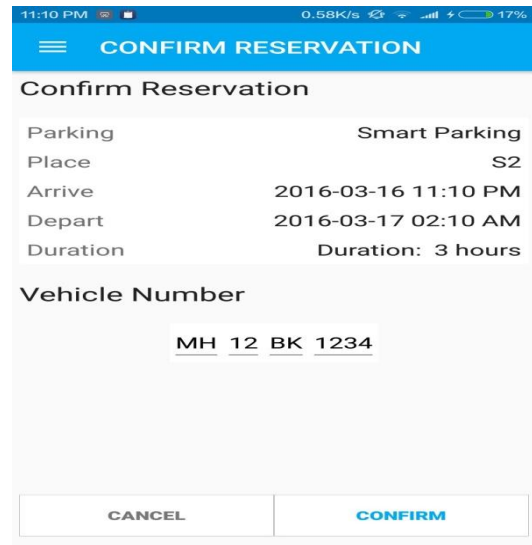 11:10 PM 0.58K/s 17%
CONFIRM RESERVATION
Confirm Reservation
Parking Smart Parking
Place S2
Arrive 2016-03-16 11:10 PM
Depart 2016-03-17 02:10 AM
Duration Duration: 3 hours
Vehicle Number
MH 12 BK 1234
CANCEL CONFIRM